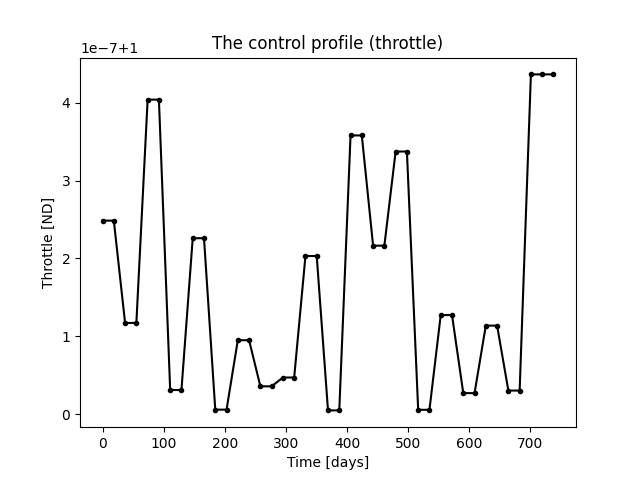 The control profile (throttle)
1e−7+1
4
3
2
1
0
Throttle [ND]
0 100 200 300 400 500 600 700
Time [days]